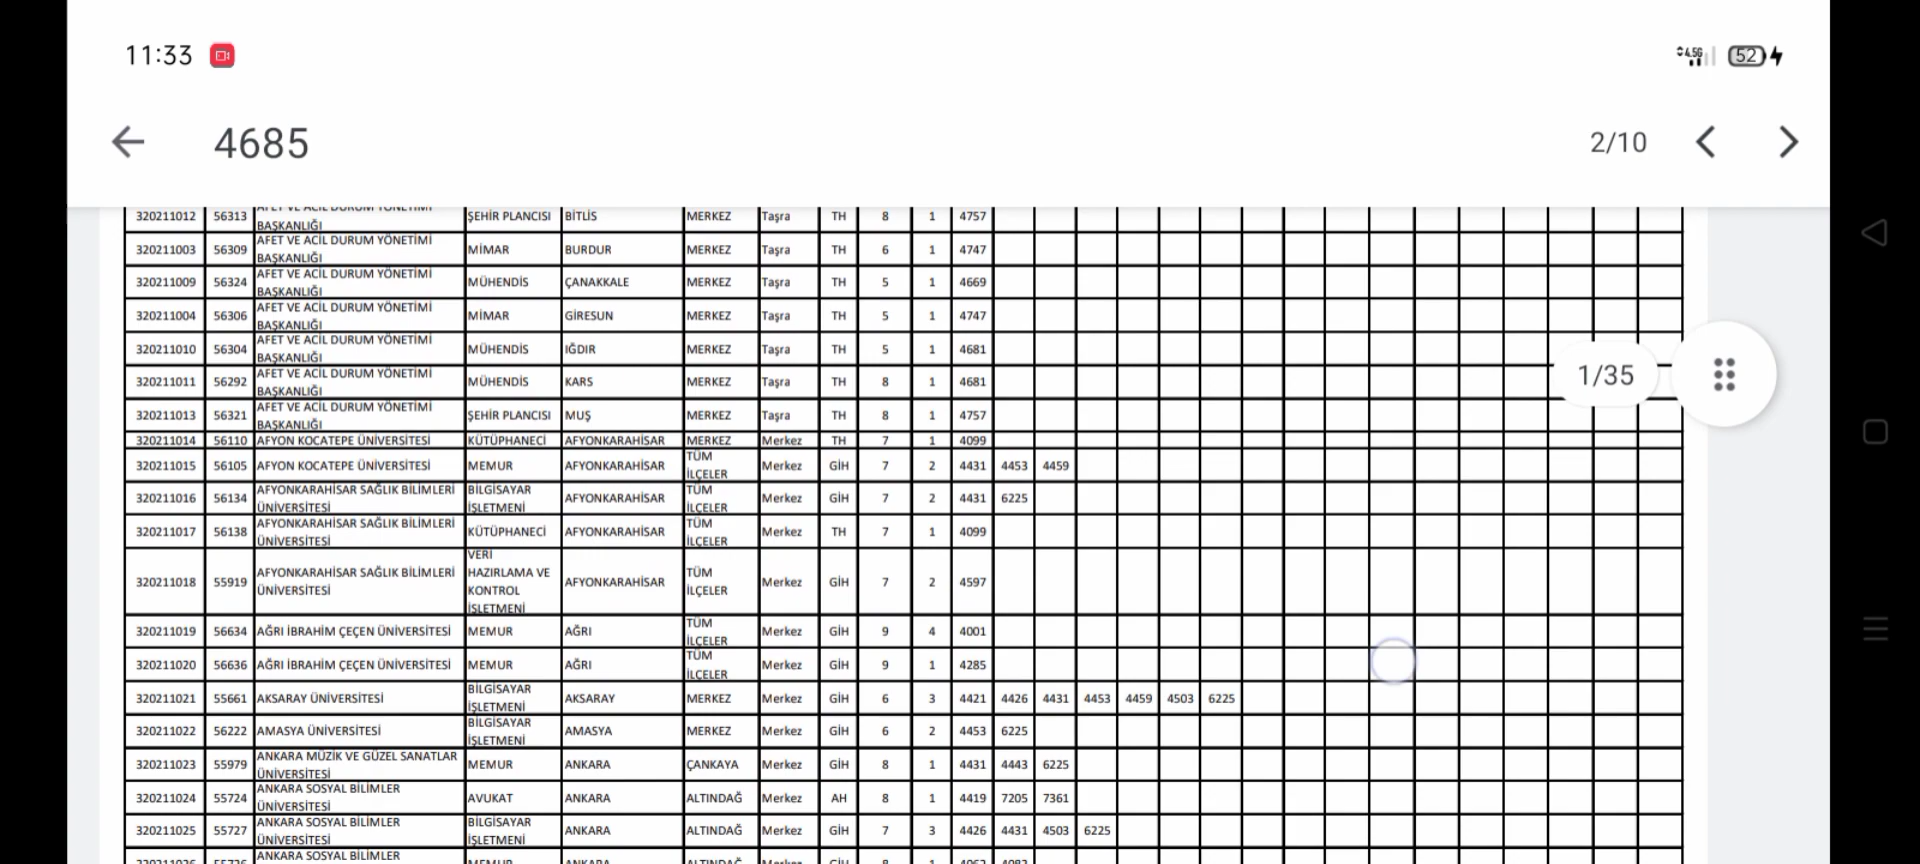 11:33
4.5G 52
4685 2/10
320211012 56313 BAŞKANLIĞI ŞEHİR PLANCISI BİTLİS MERKEZ Taşra TH 8 1 4757
320211003 56309 AFET VE ACİL DURUM YÖNETİMİ BAŞKANLIĞI MİMAR BURDUR MERKEZ Taşra TH 6 1 4747
320211009 56324 AFET VE ACİL DURUM YÖNETİMİ BAŞKANLIĞI MÜHENDİS ÇANAKKALE MERKEZ Taşra TH 5 1 4669
320211004 56306 AFET VE ACİL DURUM YÖNETİMİ BAŞKANLIĞI MİMAR GİRESUN MERKEZ Taşra TH 5 1 4747
320211010 56304 AFET VE ACİL DURUM YÖNETİMİ BAŞKANLIĞI MÜHENDİS IĞDIR MERKEZ Taşra TH 5 1 4681
1/35
320211011 56292 AFET VE ACİL DURUM YÖNETİMİ BAŞKANLIĞI MÜHENDİS KARS MERKEZ Taşra TH 8 1 4681
320211013 56321 AFET VE ACİL DURUM YÖNETİMİ BAŞKANLIĞI ŞEHİR PLANCISI MUŞ MERKEZ Taşra TH 8 1 4757
320211014 56110 AFYON KOCATEPE ÜNİVERSİTESİ KÜTÜPHANECİ AFYONKARAHİSAR MERKEZ Merkez TH 7 1 4099
320211015 56105 AFYON KOCATEPE ÜNİVERSİTESİ MEMUR AFYONKARAHİSAR TÜM İLÇELER Merkez GİH 7 2 4431 4453 4459
320211016 56134 AFYONKARAHİSAR SAĞLIK BİLİMLERİ ÜNİVERSİTESİ BİLGİSAYAR İŞLETMENİ AFYONKARAHİSAR TÜM İLÇELER Merkez GİH 7 2 4431 6225
320211017 56138 AFYONKARAHİSAR SAĞLIK BİLİMLERİ ÜNİVERSİTESİ KÜTÜPHANECİ AFYONKARAHİSAR TÜM İLÇELER Merkez TH 7 1 4099
320211018 55919 AFYONKARAHİSAR SAĞLIK BİLİMLERİ ÜNİVERSİTESİ VERİ HAZIRLAMA VE KONTROL İŞLETMENİ AFYONKARAHİSAR TÜM İLÇELER Merkez GİH 7 2 4597
320211019 56634 AĞRI İBRAHİM ÇEÇEN ÜNİVERSİTESİ MEMUR AĞRI TÜM İLÇELER Merkez GİH 9 4 4001
320211020 56636 AĞRI İBRAHİM ÇEÇEN ÜNİVERSİTESİ MEMUR AĞRI TÜM İLÇELER Merkez GİH 9 1 4285
320211021 55661 AKSARAY ÜNİVERSİTESİ BİLGİSAYAR İŞLETMENİ AKSARAY MERKEZ Merkez GİH 6 3 4421 4426 4431 4453 4459 4503 6225
320211022 56222 AMASYA ÜNİVERSİTESİ BİLGİSAYAR İŞLETMENİ AMASYA MERKEZ Merkez GİH 6 2 4453 6225
320211023 55979 ANKARA MÜZİK VE GÜZEL SANATLAR ÜNİVERSİTESİ MEMUR ANKARA ÇANKAYA Merkez GİH 8 1 4431 4443 6225
320211024 55724 ANKARA SOSYAL BİLİMLER ÜNİVERSİTESİ AVUKAT ANKARA ALTINDAĞ Merkez AH 8 1 4419 7205 7361
320211025 55727 ANKARA SOSYAL BİLİMLER ÜNİVERSİTESİ BİLGİSAYAR İŞLETMENİ ANKARA ALTINDAĞ Merkez GİH 7 3 4426 4431 4503 6225
ANKARA SOSYAL BİLİMLER